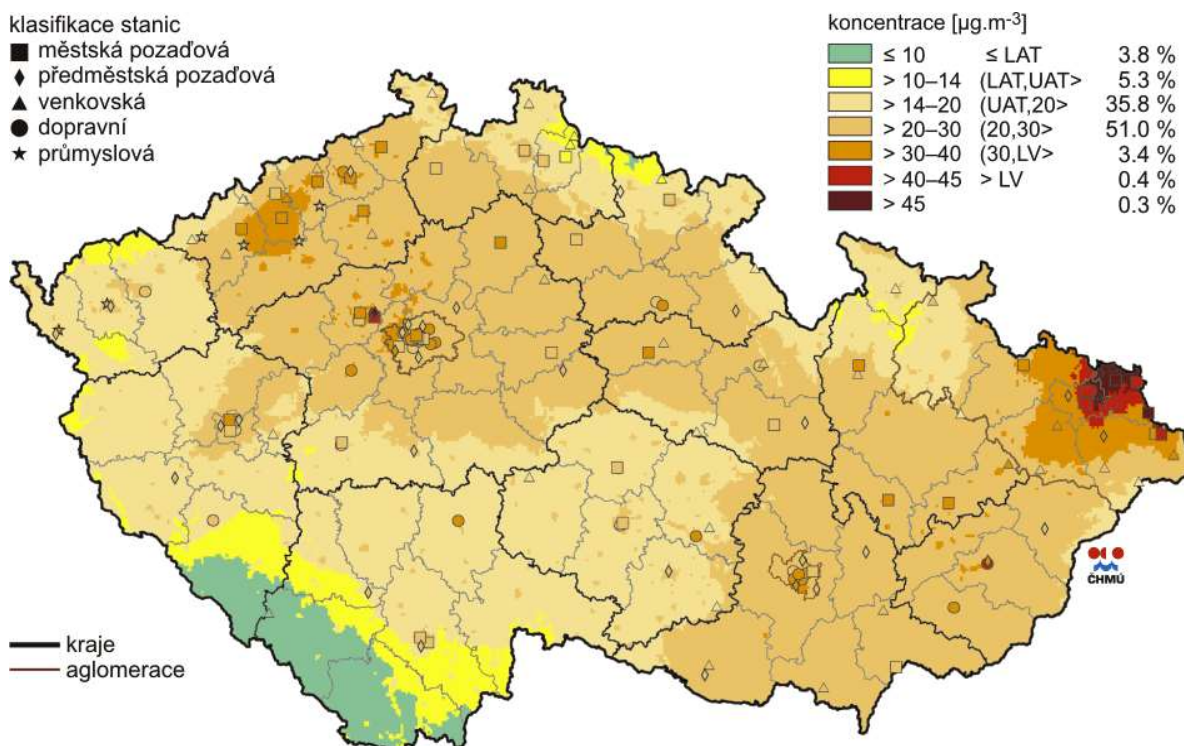 klasifikace stanic
městská pozaďová
předměstská pozaďová
venkovská
dopravní
průmyslová
koncentrace [µg.m-3]
≤ 10 ≤ LAT 3.8 %
> 10–14 (LAT,UAT> 5.3 %
> 14–20 (UAT,20> 35.8 %
> 20–30 (20,30> 51.0 %
> 30–40 (30,LV> 3.4 %
> 40–45 > LV 0.4 %
> 45 0.3 %
ČHMÚ
kraje
aglomerace